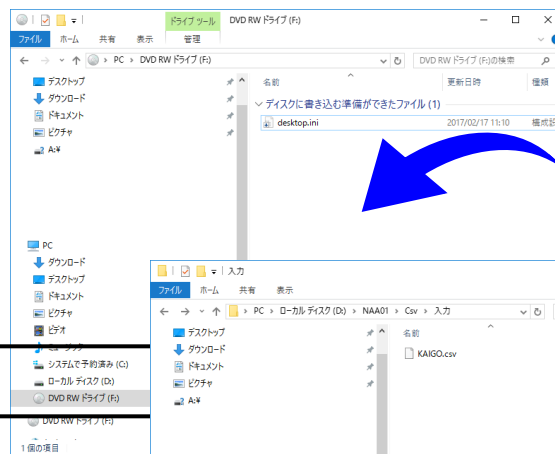 ドライブ ツール DVD RW ドライブ (F:)
ファイル ホーム 共有 表示 管理
PC > DVD RW ドライブ (F:) DVD RW ドライブ (F:)の検索
デスクトップ
ダウンロード
ドキュメント
ピクチャ
A:¥
名前 更新日時 種類
ディスクに書き込む準備ができたファイル (1)
desktop.ini 2017/02/17 11:10 構成設
PC
ダウンロード
デスクトップ
ドキュメント
ピクチャ
ビデオ
ミュージック
システムで予約済み (C:)
ローカル ディスク (D:)
DVD RW ドライブ (F:)
DVD RW ドライブ (F:)
1 個の項目
入力
ファイル ホーム 共有 表示
PC > ローカル ディスク (D:) > NAA01 > Csv > 入力
デスクトップ
ダウンロード
ドキュメント
ピクチャ
A:¥
名前
KAIGO.csv